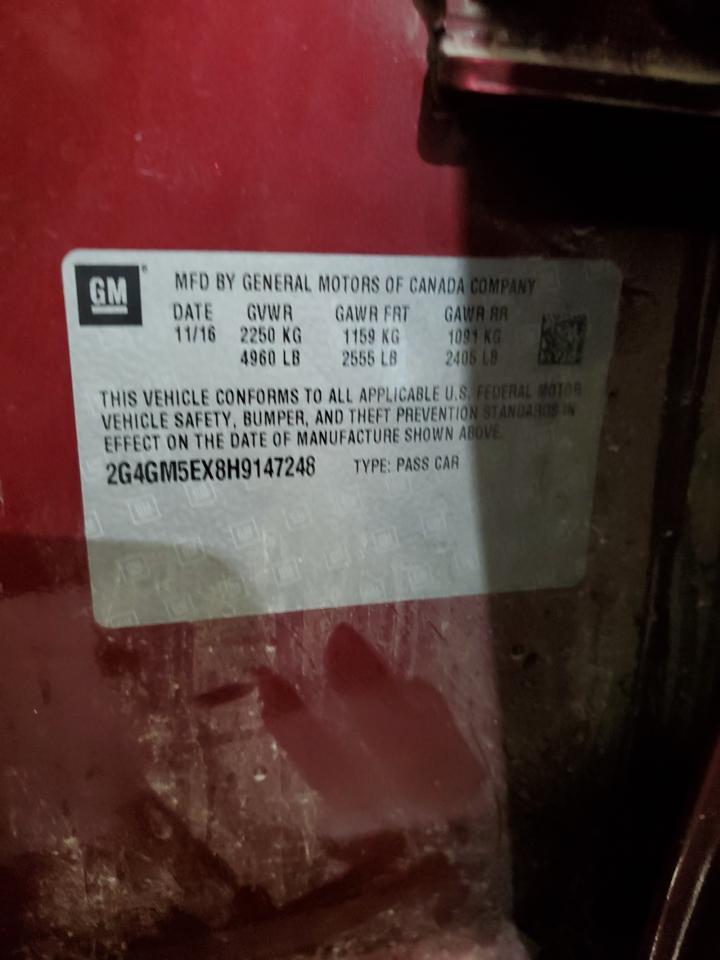 GM
MFD BY GENERAL MOTORS OF CANADA COMPANY
DATE GVWR GAWR FRT GAWR RR
11/16 2250 KG 1159 KG 1091 KG
4960 LB 2555 LB 2405 LB
THIS VEHICLE CONFORMS TO ALL APPLICABLE U.S. FEDERAL MOTOR
VEHICLE SAFETY, BUMPER, AND THEFT PREVENTION STANDARDS IN
EFFECT ON THE DATE OF MANUFACTURE SHOWN ABOVE.
2G4GM5EX8H9147248 TYPE: PASS CAR